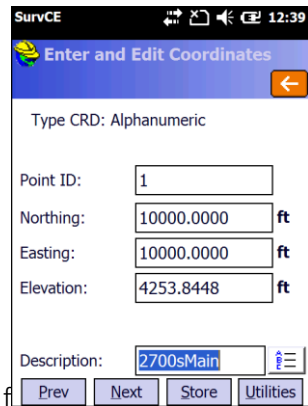 SurvCE 12:39
Enter and Edit Coordinates
Type CRD: Alphanumeric
Point ID: 1
Northing: 10000.0000 ft
Easting: 10000.0000 ft
Elevation: 4253.8448 ft
Description: 2700sMain
f Prev Next Store Utilities